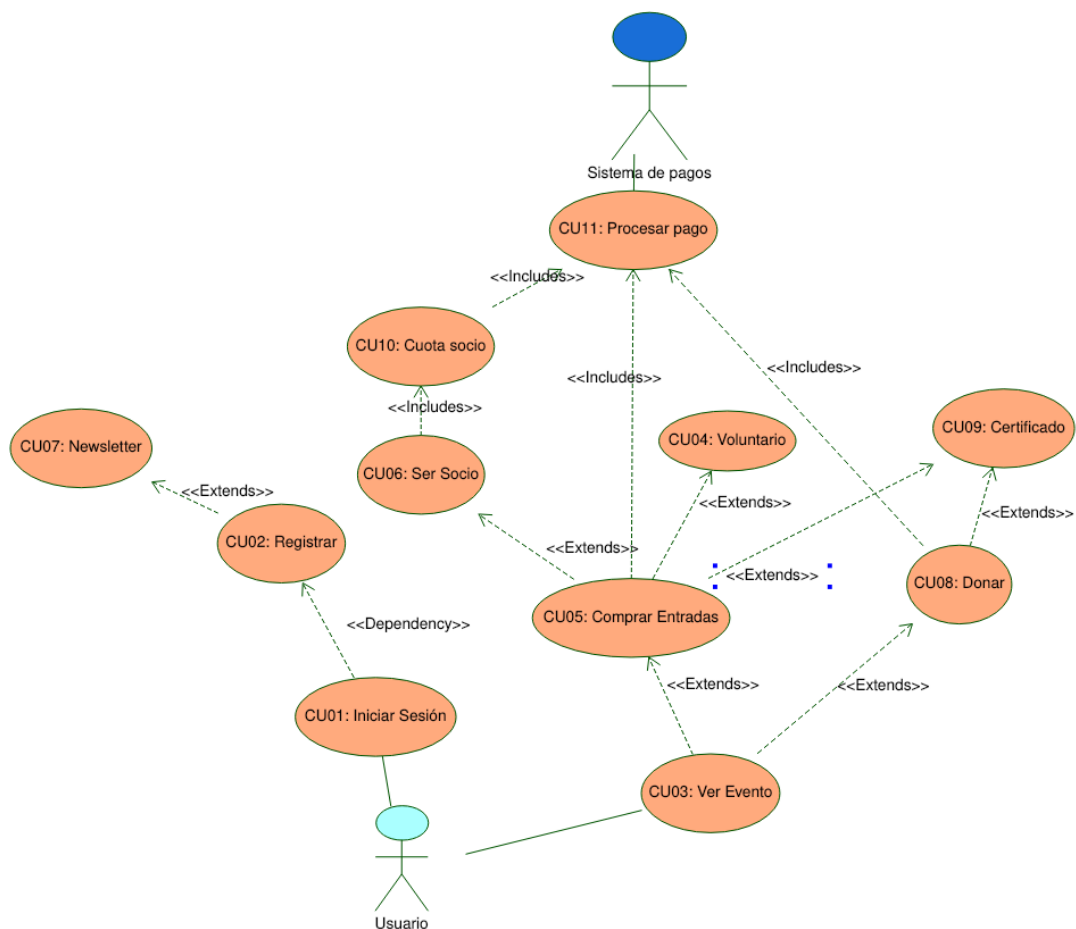 Sistema de pagos
CU11: Procesar pago
<<Includes>>
CU10: Cuota socio
<<Includes>>
<<Includes>>
<<Includes>>
CU09: Certificado
CU04: Voluntario
CU07: Newsletter
CU06: Ser Socio
<<Extends>>
<<Extends>>
<<Extends>>
CU02: Registrar
<<Extends>>
<<Extends>>
CU08: Donar
CU05: Comprar Entradas
<<Dependency>>
<<Extends>>
<<Extends>>
CU01: Iniciar Sesión
CU03: Ver Evento
Usuario